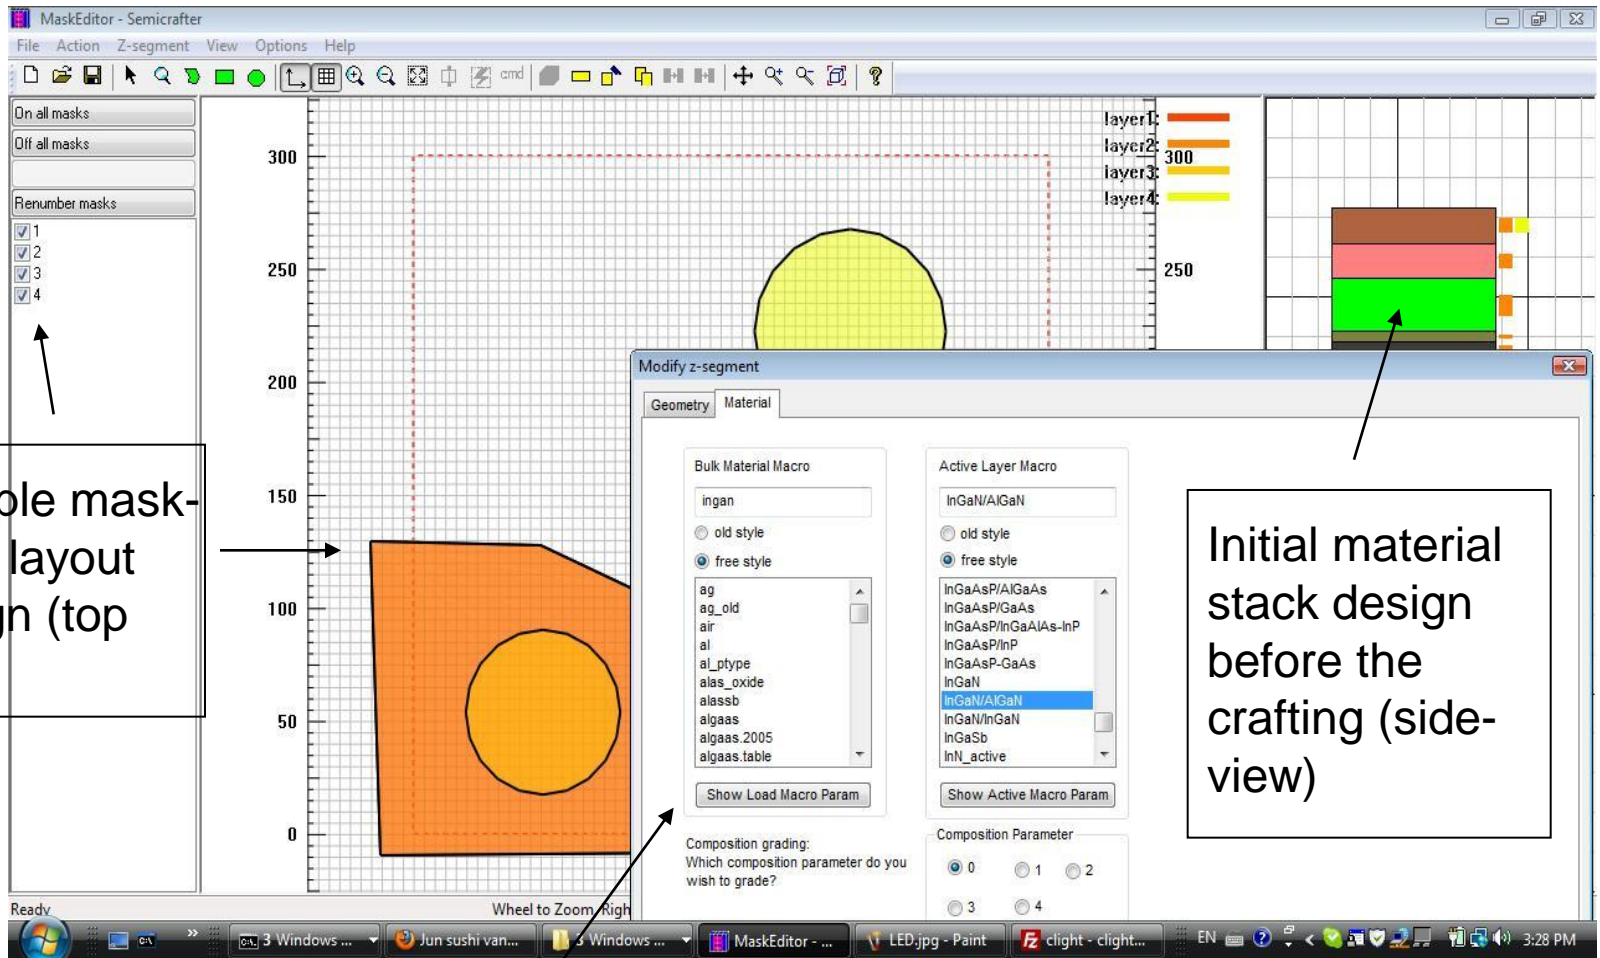 MaskEditor - Semicrafter
File Action Z-segment View Options Help
cmd
On all masks
Off all masks
Renumber masks
1
2
3
4
300
250
200
150
100
50
0
layer1:
layer2:
layer3:
layer4:
300
250
mask-
layout
(top
Modify z-segment
Geometry Material
Bulk Material Macro
ingan
old style
free style
ag
ag_old
air
al
al_ptype
alas_oxide
alassb
algaas
algaas.2005
algaas.table
Show Load Macro Param
Active Layer Macro
InGaN/AlGaN
old style
free style
InGaAsP/AlGaAs
InGaAsP/GaAs
InGaAsP/InGaAlAs-InP
InGaAsP/InP
InGaAsP-GaAs
InGaN
InGaN/AlGaN
InGaN/InGaN
InGaSb
InN_active
Show Active Macro Param
Composition grading:
Which composition parameter do you
wish to grade?
Composition Parameter
0 1 2
3 4
Initial material
stack design
before the
crafting (side-
view)
Ready
Wheel to Zoom, Righ
3 Windows ...
Jun sushi van...
3 Windows ...
MaskEditor - ...
LED.jpg - Paint
clight - clight...
EN
3:28 PM